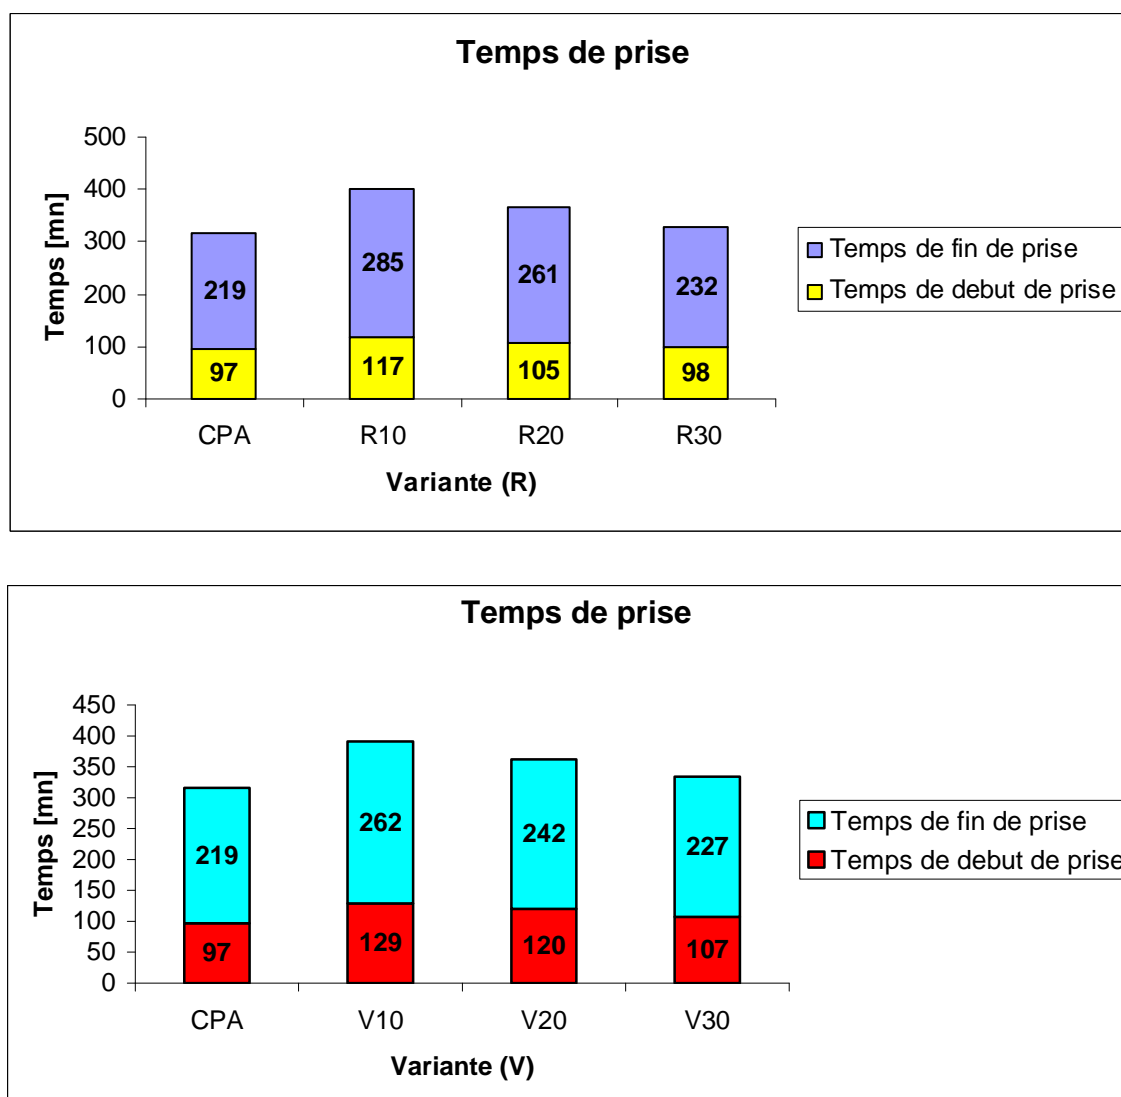 Temps de prise
500
400
300
200
100
0
Temps [mn]
219 285 261 232
97 117 105 98
CPA R10 R20 R30
Variante (R)
Temps de fin de prise
Temps de debut de prise
Temps de prise
450
400
350
300
250
200
150
100
50
0
Temps [mn]
219 262 242 227
97 129 120 107
CPA V10 V20 V30
Variante (V)
Temps de fin de prise
Temps de debut de prise